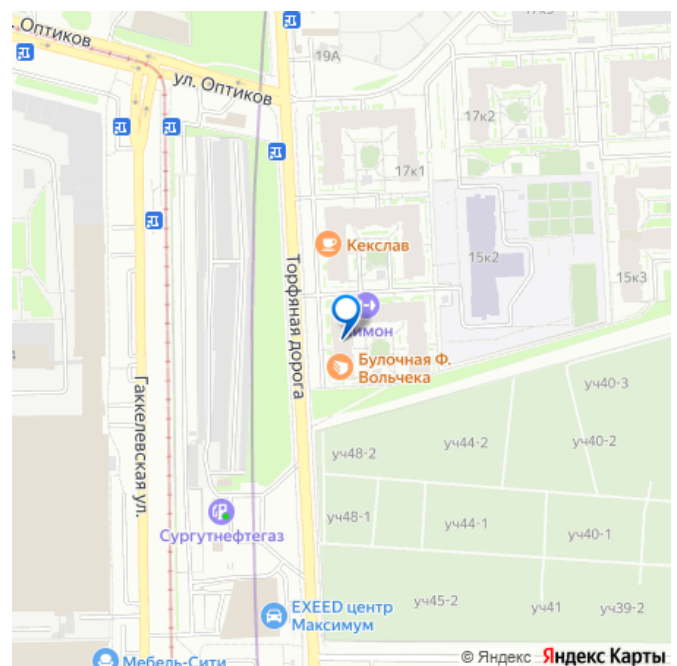 . Оптиков
ул. Оптиков
19А
17к2
17к1
Кекслав
15к2
15к3
Торфяная дорога
имон
Булочная Ф.
Вольчека
4
Гаккелевская ул.
уч40-3
уч48-2
уч44-2
уч40-2
уч48-1
уч44-1
уч40-1
Сургутнефтегаз
уч45-2
уч41
уч39-2
EXEED центр
Максимум
Мебель-Сити
© Яндекс Яндекс Карты